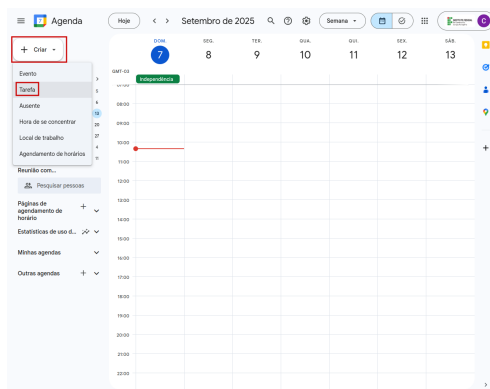 Agenda
Hoje
Setembro de 2025
Semana
Criar
DOM. SEG. TER. QUA. QUI. SEX. SÁB.
7 8 9 10 11 12 13
GMT-03
Independência
Evento
Tarefa
Ausente
Hora de se concentrar
Local de trabalho
Agendamento de horários
Reunião com...
Pesquisar pessoas
Páginas de
agendamento de
horário
Estatísticas de uso d...
Minhas agendas
Outras agendas
08:00
09:00
10:00
11:00
12:00
13:00
14:00
15:00
16:00
17:00
18:00
19:00
20:00
21:00
22:00